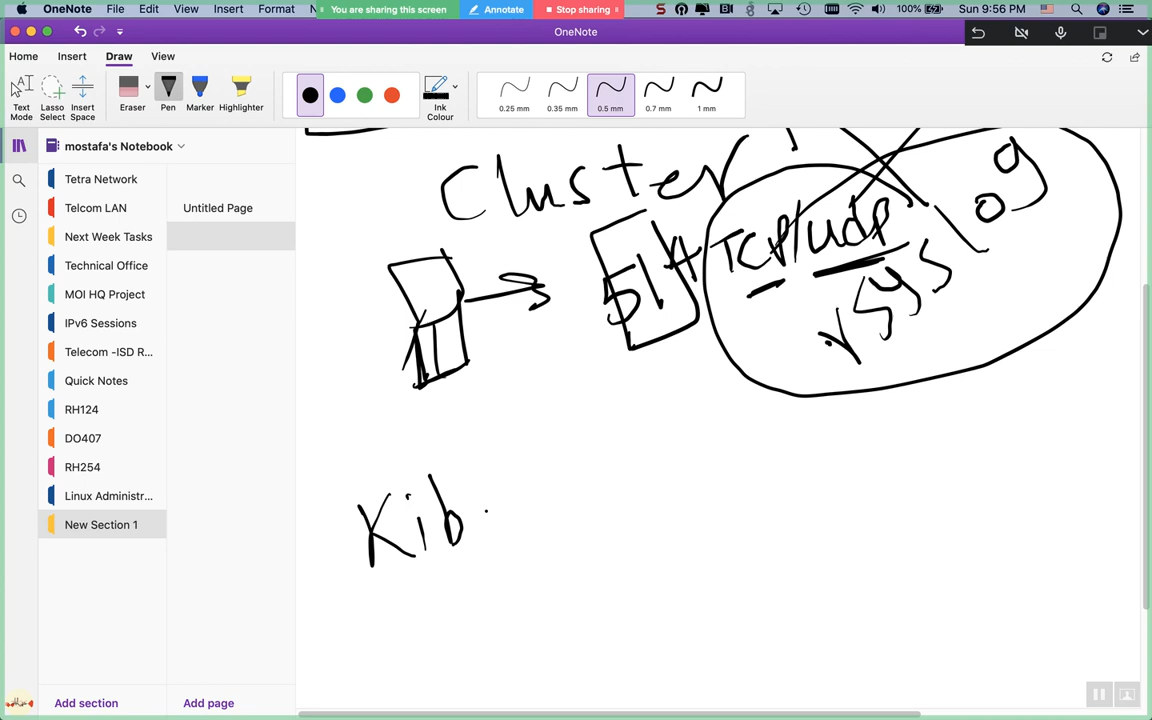 OneNote File Edit View Insert Format 100% Sun 9:56 PM
You are sharing this screen Annotate Stop sharing
OneNote
Home Insert Draw View
Text Mode Lasso Select Insert Space Eraser Pen Marker Highlighter Ink Colour 0.25 mm 0.35 mm 0.5 mm 0.7 mm 1 mm
mostafa's Notebook
Tetra Network
Telcom LAN
Next Week Tasks
Technical Office
MOI HQ Project
IPv6 Sessions
Telecom -ISD R...
Quick Notes
RH124
DO407
RH254
Linux Administr...
New Section 1
Add section
Untitled Page
Add page
Cluster
514 TCP/udp
rsyslog
Kib